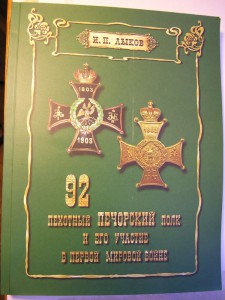 И. П. ЛЫКОВ
1803
1903
92
ПЕХОТНЫЙ ПЕЧОРСКИЙ ПОЛК
И ЕГО УЧАСТИЕ
В ПЕРВОЙ МИРОВОЙ ВОЙНЕ